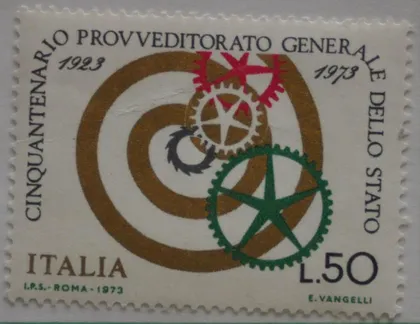 CINQUANTENARIO PROVVEDITORATO GENERALE DELLO STATO
1923 1973
ITALIA L.50
I.P.S.-ROMA-1973 E. VANGELLI